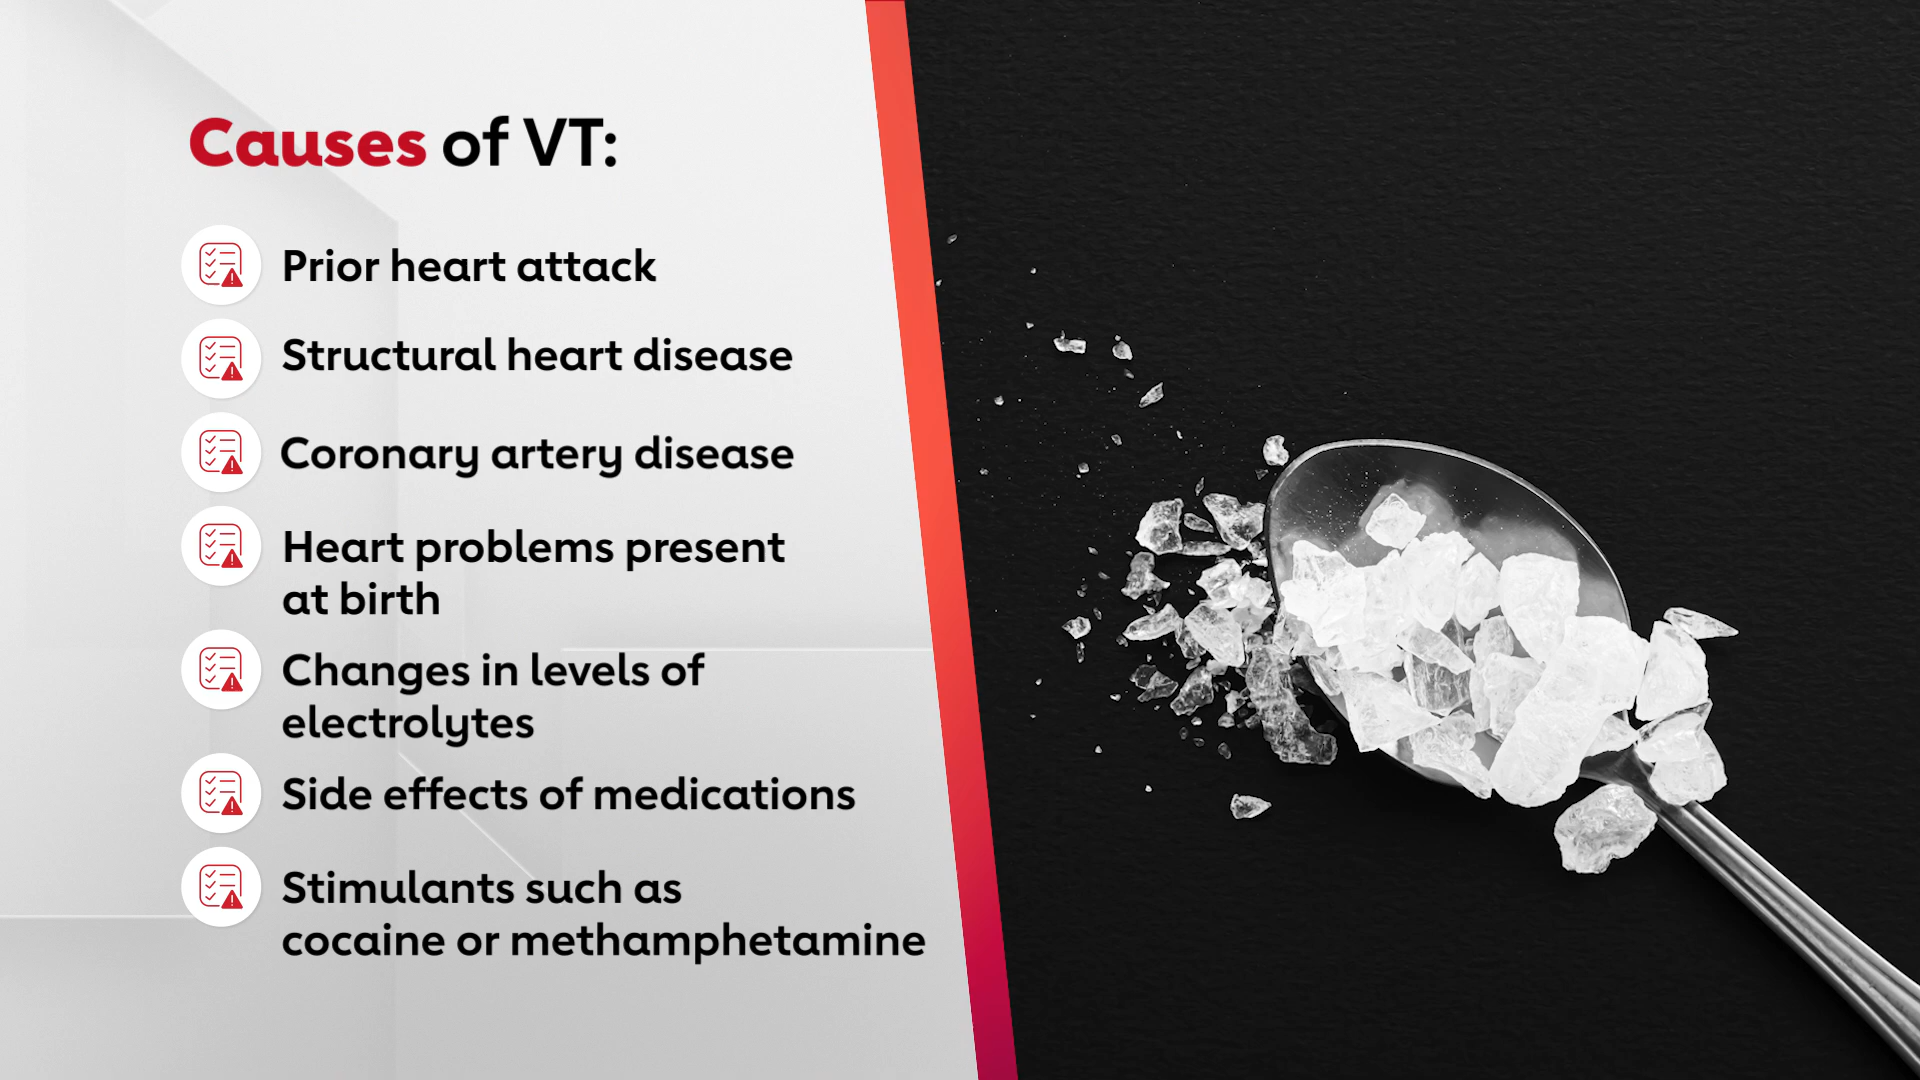 Causes of VT:
Prior heart attack
Structural heart disease
Coronary artery disease
Heart problems present
at birth
Changes in levels of
electrolytes
Side effects of medications
Stimulants such as
cocaine or methamphetamine